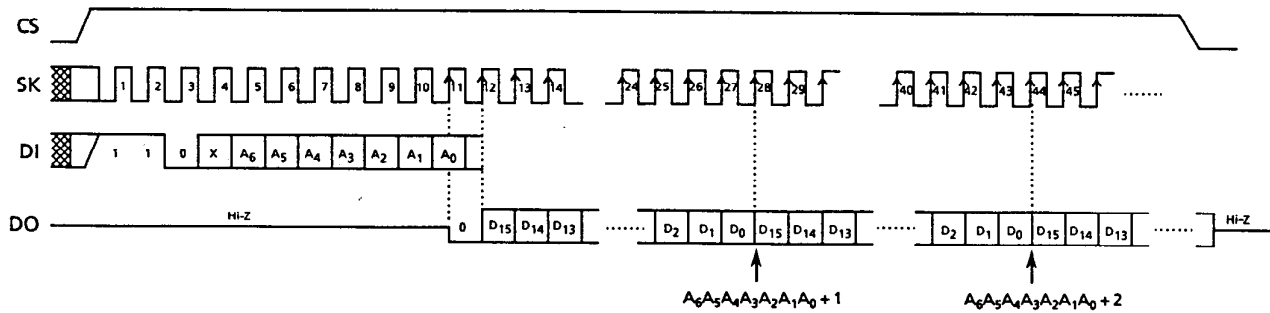 CS
SK 1 2 3 4 5 6 7 8 9 10 11 12 13 14 24 25 26 27 28 29 40 41 42 43 44 45
DI 1 1 0 X A6 A5 A4 A3 A2 A1 A0
DO Hi-Z 0 D15 D14 D13 D2 D1 D0 D15 D14 D13 D2 D1 D0 D15 D14 D13 Hi-Z
A6A5A4A3A2A1A0 + 1 A6A5A4A3A2A1A0 + 2